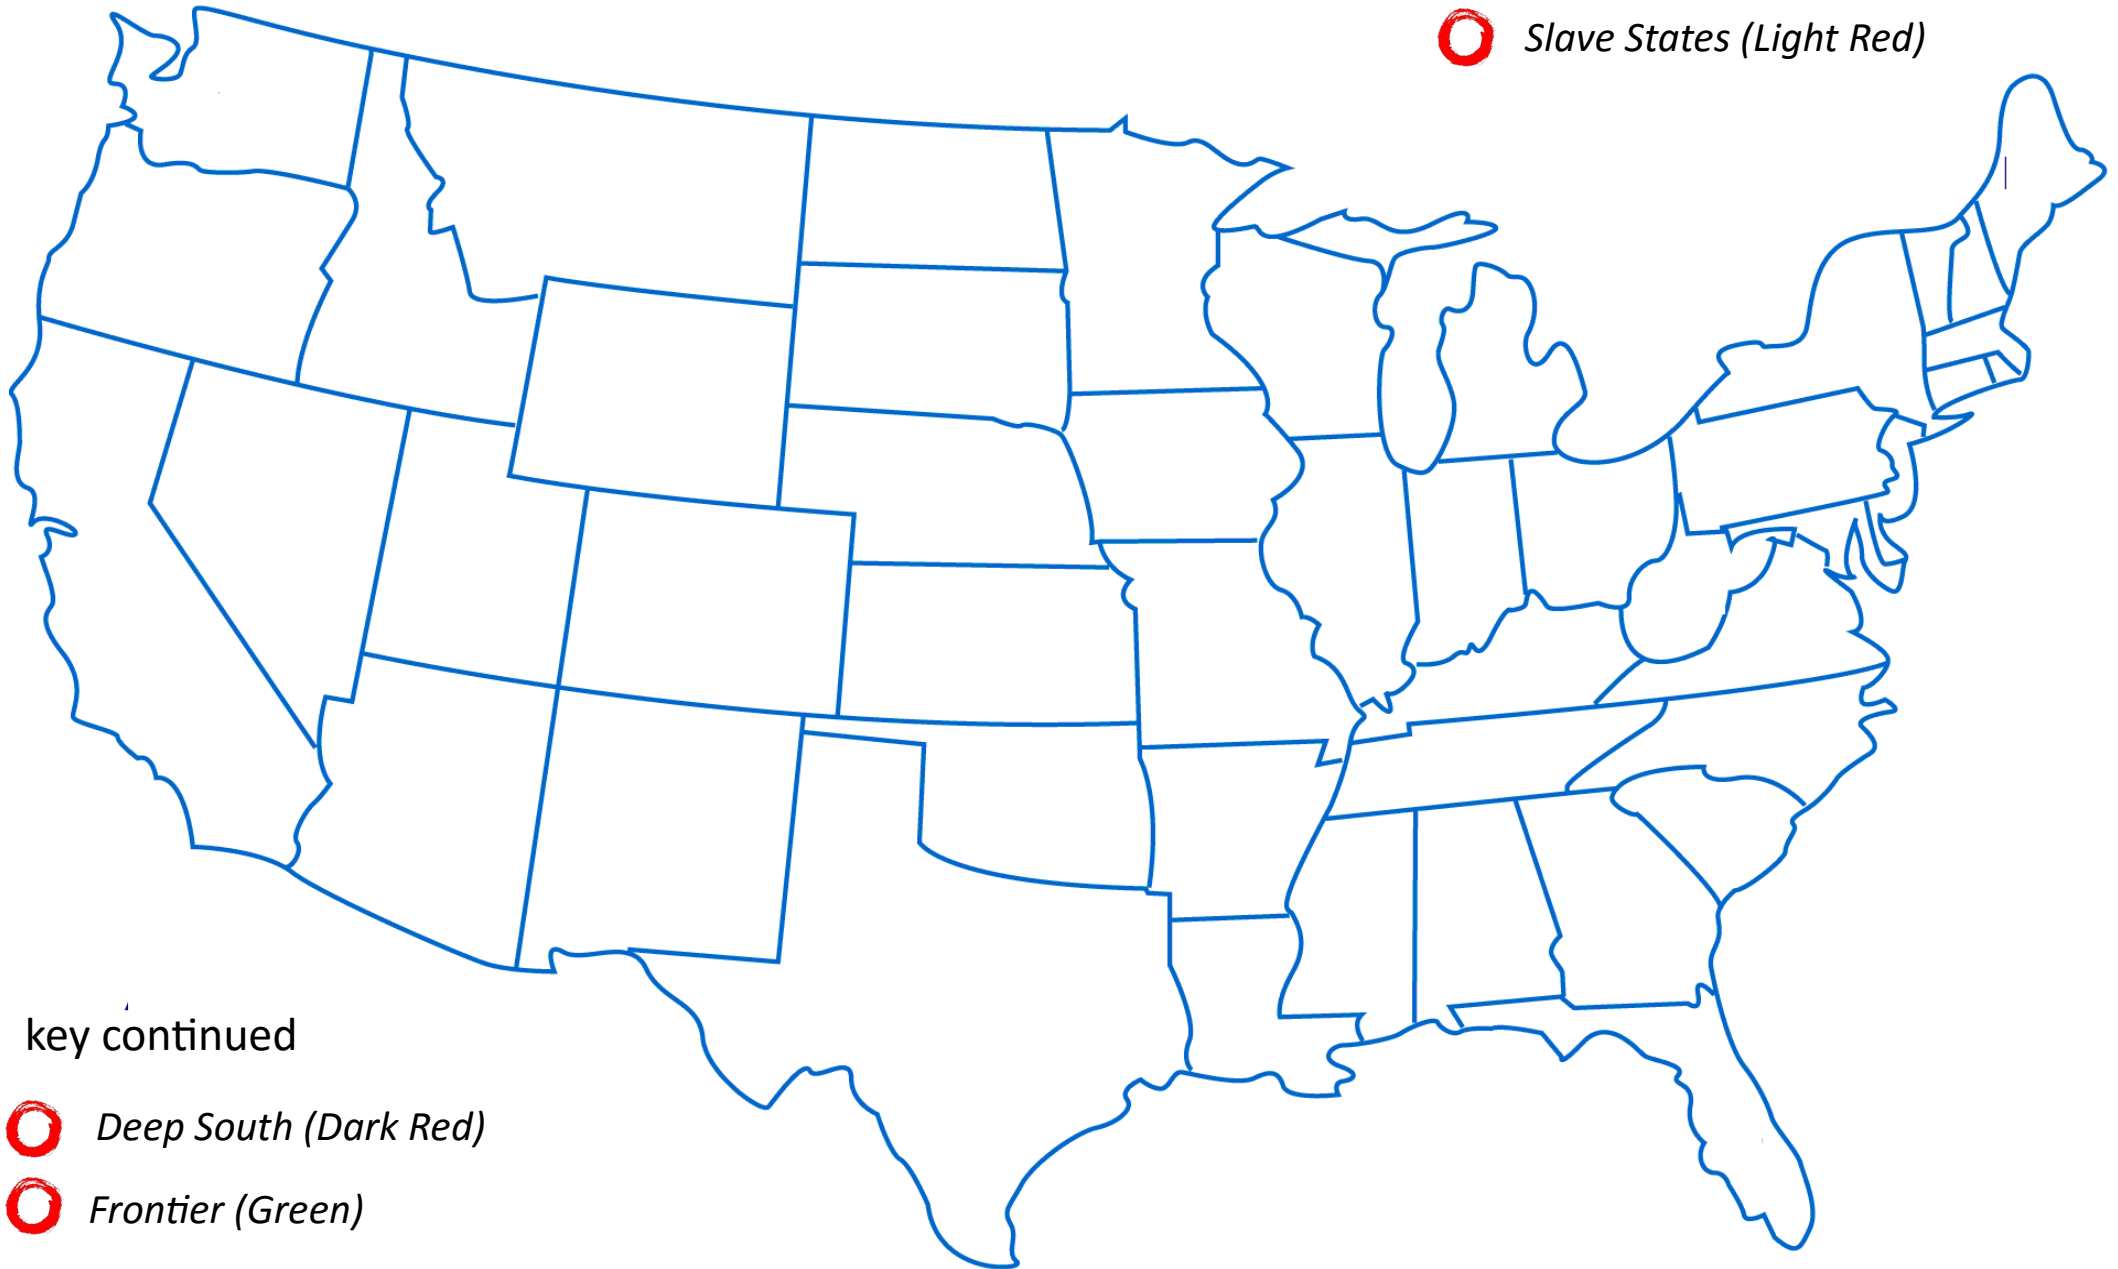 Slave States (Light Red)
key continued
Deep South (Dark Red)
Frontier (Green)